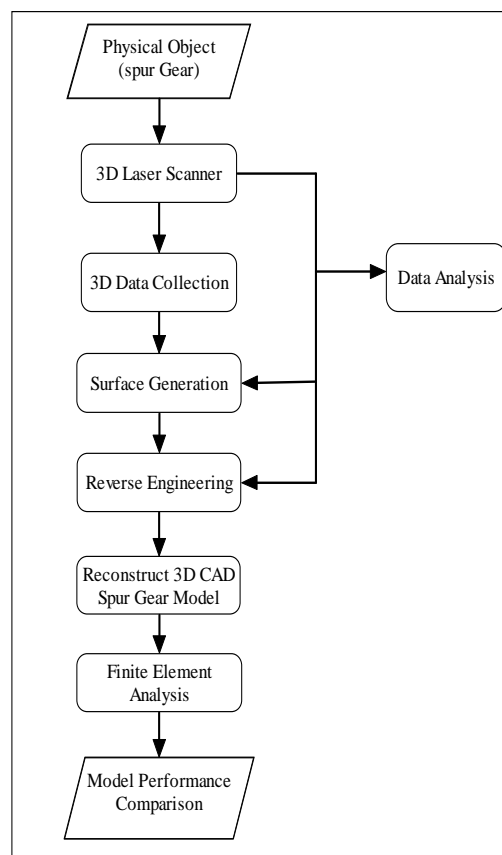 Physical Object
(spur Gear)
3D Laser Scanner
3D Data Collection
Data Analysis
Surface Generation
Reverse Engineering
Reconstruct 3D CAD
Spur Gear Model
Finite Element
Analysis
Model Performance
Comparison